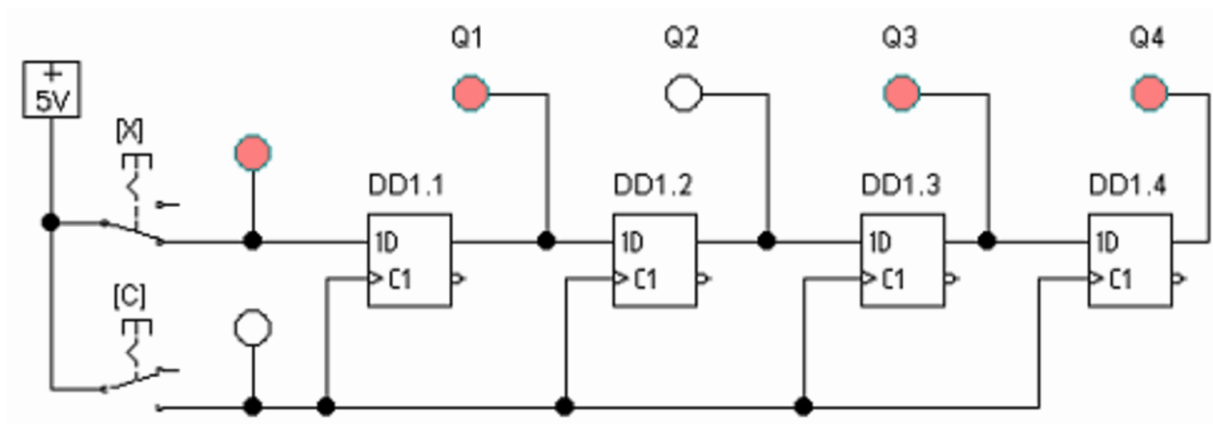 Q1 Q2 Q3 Q4
+
5V
[X]
DD1.1 DD1.2 DD1.3 DD1.4
1D 1D 1D 1D
C1 C1 C1 C1
[C]